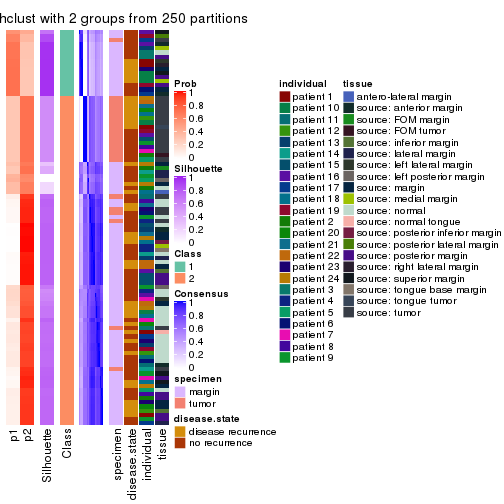 hclust with 2 groups from 250 partitions
Prob
1
0.8
0.6
0.4
0.2
0
Silhouette
1
0.8
0.6
0.4
0.2
0
Class
1
2
Consensus
1
0.8
0.6
0.4
0.2
0
specimen
margin
tumor
disease.state
disease recurrence
no recurrence
individual
patient 1
patient 10
patient 11
patient 12
patient 13
patient 14
patient 15
patient 16
patient 17
patient 18
patient 19
patient 2
patient 20
patient 21
patient 22
patient 23
patient 24
patient 3
patient 4
patient 5
patient 6
patient 7
patient 8
patient 9
tissue
antero-lateral margin
source: anterior margin
source: FOM margin
source: FOM tumor
source: inferior margin
source: lateral margin
source: left lateral margin
source: left posterior margin
source: margin
source: medial margin
source: normal
source: normal tongue
source: posterior inferior margin
source: posterior lateral margin
source: posterior margin
source: right lateral margin
source: superior margin
source: tongue base margin
source: tongue tumor
source: tumor
p1
p2
Silhouette
Class
specimen
disease.state
individual
tissue